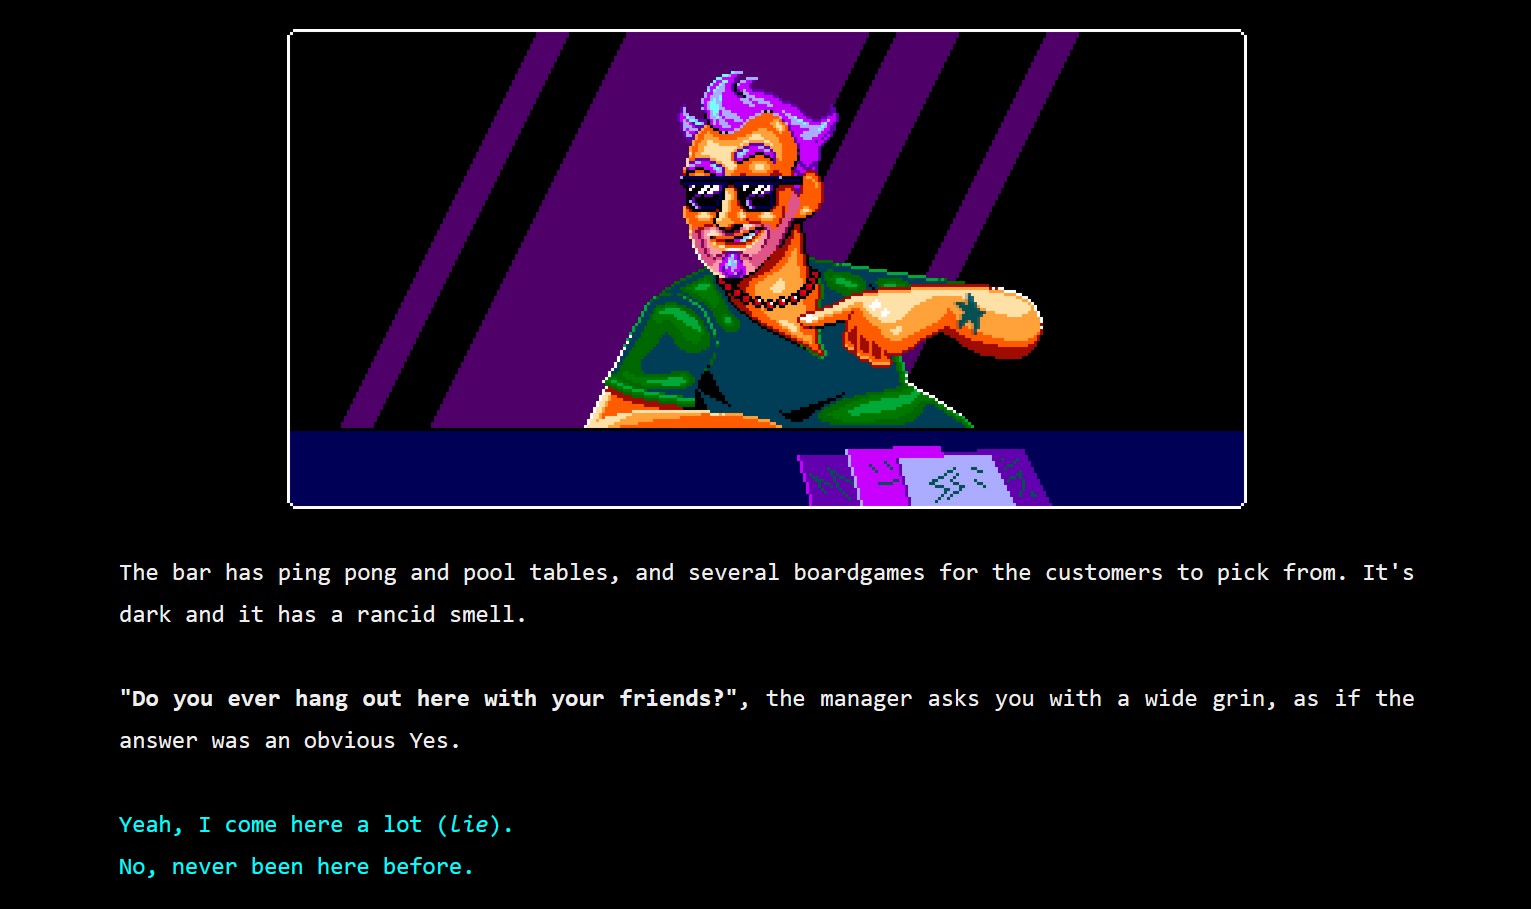 The bar has ping pong and pool tables, and several boardgames for the customers to pick from. It's
dark and it has a rancid smell.
"Do you ever hang out here with your friends?", the manager asks you with a wide grin, as if the
answer was an obvious Yes.
Yeah, I come here a lot (lie).
No, never been here before.